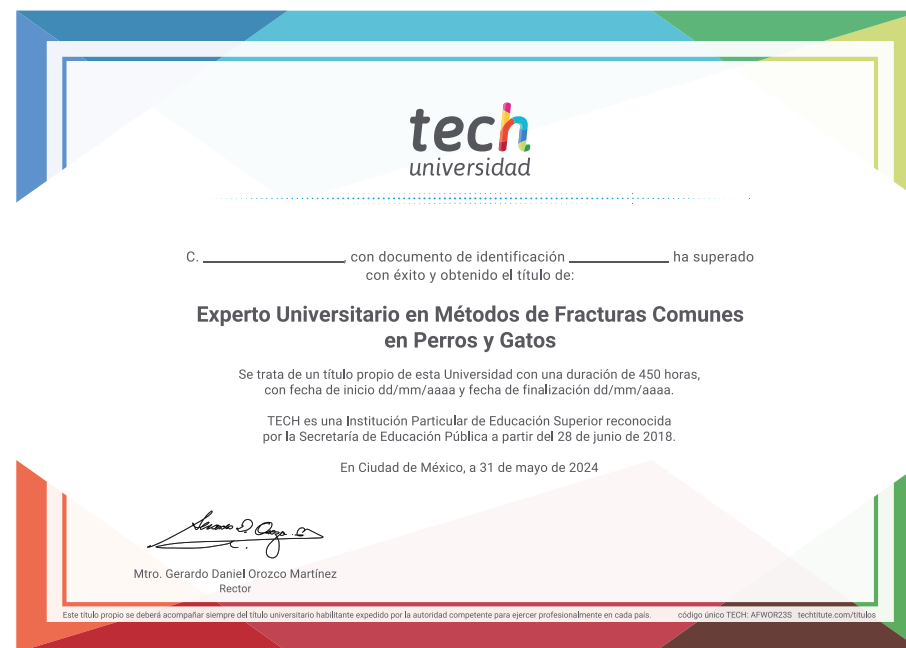 tech
universidad
C. ____________, con documento de identificación ____________ ha superado
con éxito y obtenido el título de:
Experto Universitario en Métodos de Fracturas Comunes
en Perros y Gatos
Se trata de un título propio de esta Universidad con una duración de 450 horas,
con fecha de inicio dd/mm/aaaa y fecha de finalización dd/mm/aaaa.
TECH es una Institución Particular de Educación Superior reconocida
por la Secretaría de Educación Pública a partir del 28 de junio de 2018.
En Ciudad de México, a 31 de mayo de 2024
Mtro. Gerardo Daniel Orozco Martínez
Rector
Este título propio se deberá acompañar siempre del título universitario habilitante expedido por la autoridad competente para ejercer profesionalmente en cada país. código único TECH: AFWOR23S techtitute.com/titulos